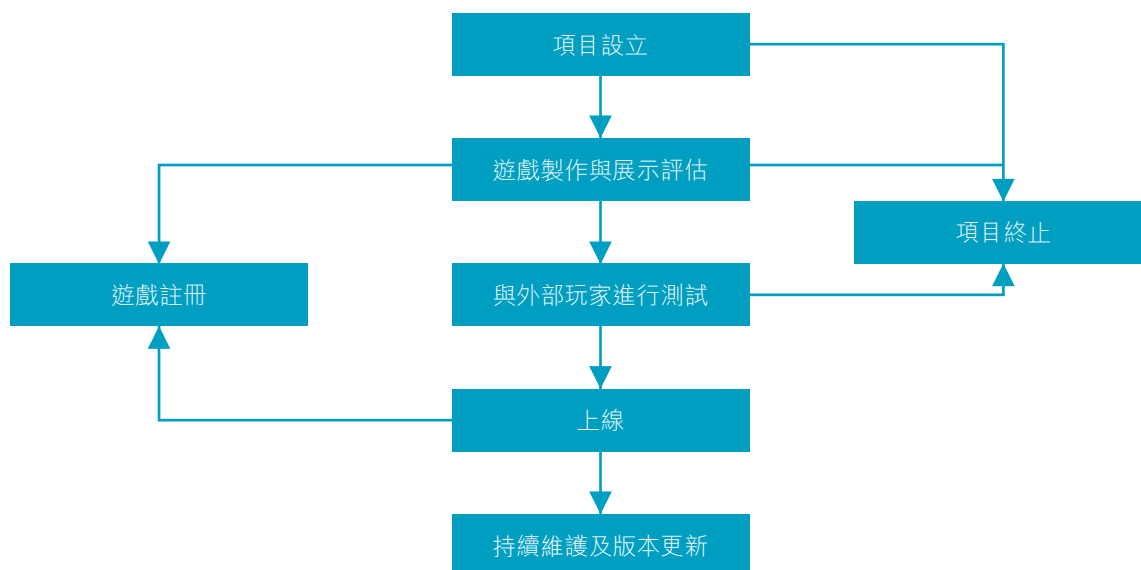 項目設立
遊戲製作與展示評估
項目終止
遊戲註冊
與外部玩家進行測試
上線
持續維護及版本更新